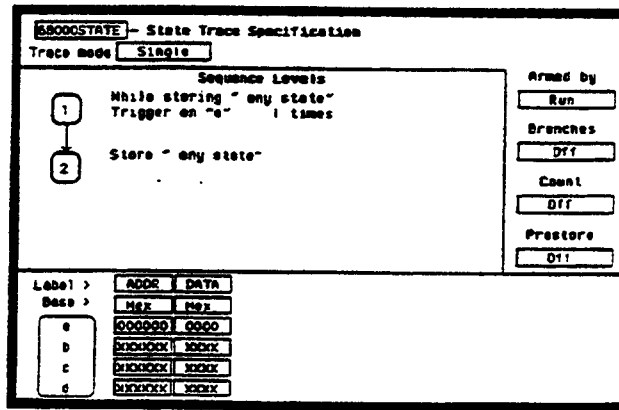 68000STATE - State Trace Specification
Trace mode Single
Sequence Levels
1
While storing " any state"
Trigger on "a" 1 times
2
Store " any state"
Armed by
Run
Branches
Off
Count
Off
Prestore
Off
Label > ADDR DATA
Base > Hex Hex
a 000000 0000
b XXXXXX XXXX
c XXXXXX XXXX
d XXXXXX XXXX